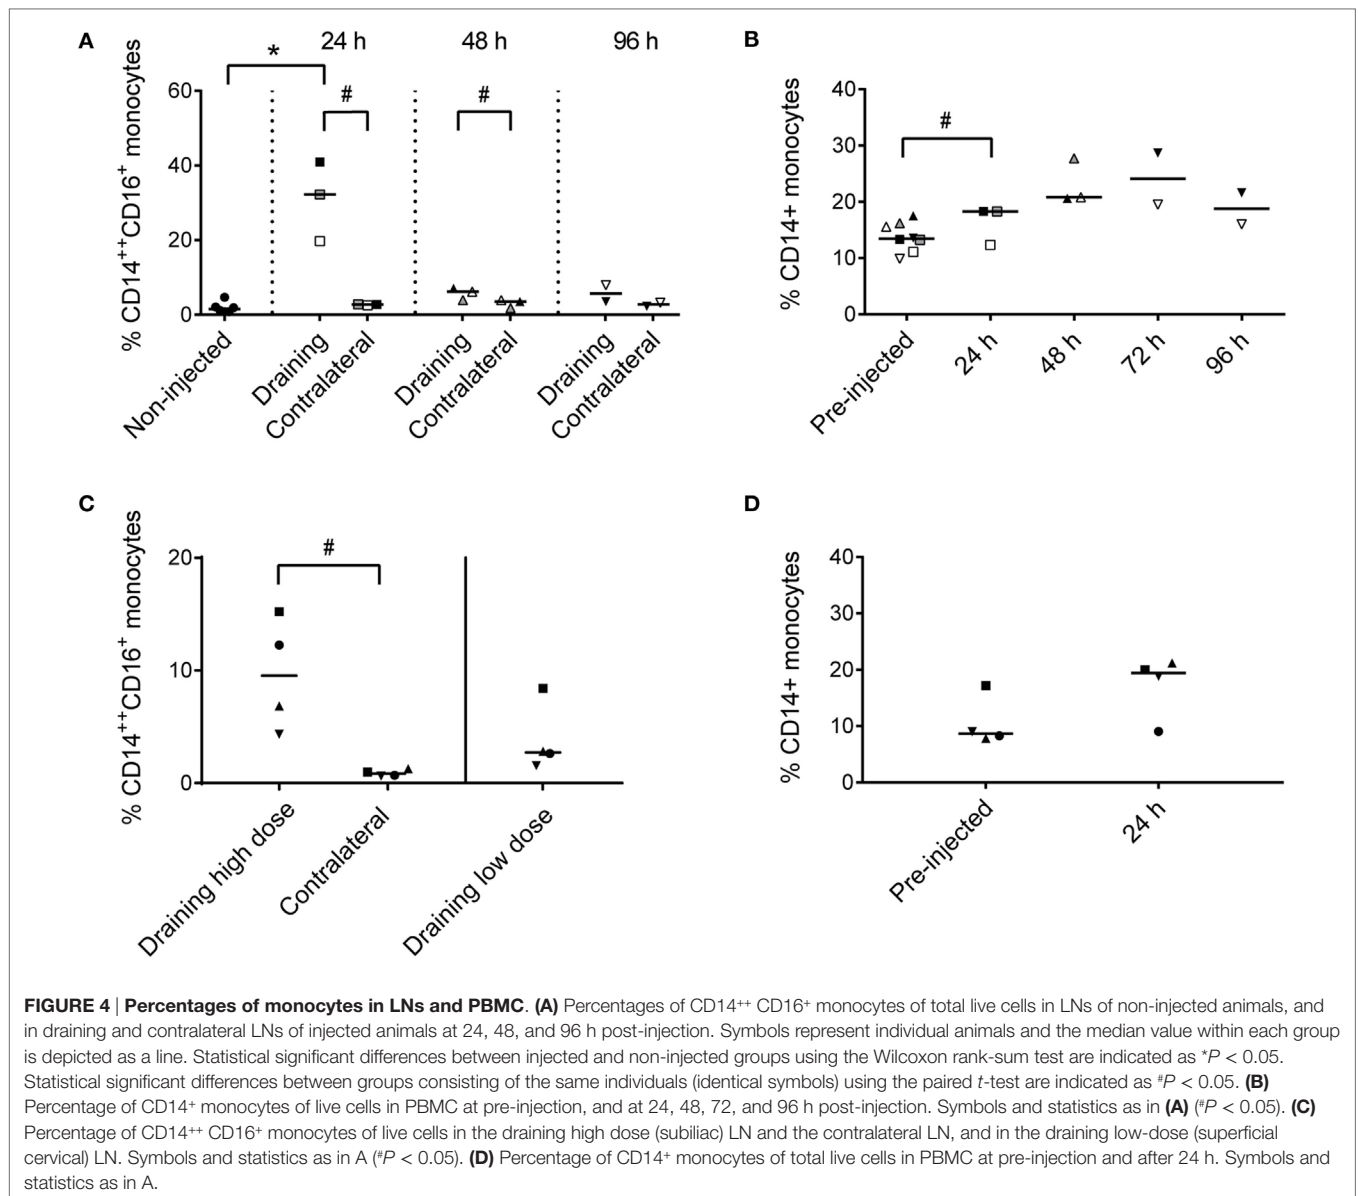 A
24 h
48 h
96 h
*
#
#
% CD14++CD16+ monocytes
60
40
20
0
Non-injected
Draining
Contralateral
Draining
Contralateral
Draining
Contralateral
B
#
% CD14+ monocytes
40
30
20
10
0
Pre-injected
24 h
48 h
72 h
96 h
C
#
% CD14++CD16+ monocytes
20
10
0
Draining high dose
Contralateral
Draining low dose
D
% CD14+ monocytes
40
30
20
10
0
Pre-injected
24 h
FIGURE 4 | Percentages of monocytes in LNs and PBMC. (A) Percentages of CD14++ CD16+ monocytes of total live cells in LNs of non-injected animals, and
in draining and contralateral LNs of injected animals at 24, 48, and 96 h post-injection. Symbols represent individual animals and the median value within each group
is depicted as a line. Statistical significant differences between injected and non-injected groups using the Wilcoxon rank-sum test are indicated as *P < 0.05.
Statistical significant differences between groups consisting of the same individuals (identical symbols) using the paired t-test are indicated as #P < 0.05. (B)
Percentage of CD14+ monocytes of live cells in PBMC at pre-injection, and at 24, 48, 72, and 96 h post-injection. Symbols and statistics as in (A) (#P < 0.05). (C)
Percentage of CD14++ CD16+ monocytes of live cells in the draining high dose (subiliac) LN and the contralateral LN, and in the draining low-dose (superficial
cervical) LN. Symbols and statistics as in A (#P < 0.05). (D) Percentage of CD14+ monocytes of total live cells in PBMC at pre-injection and after 24 h. Symbols and
statistics as in A.